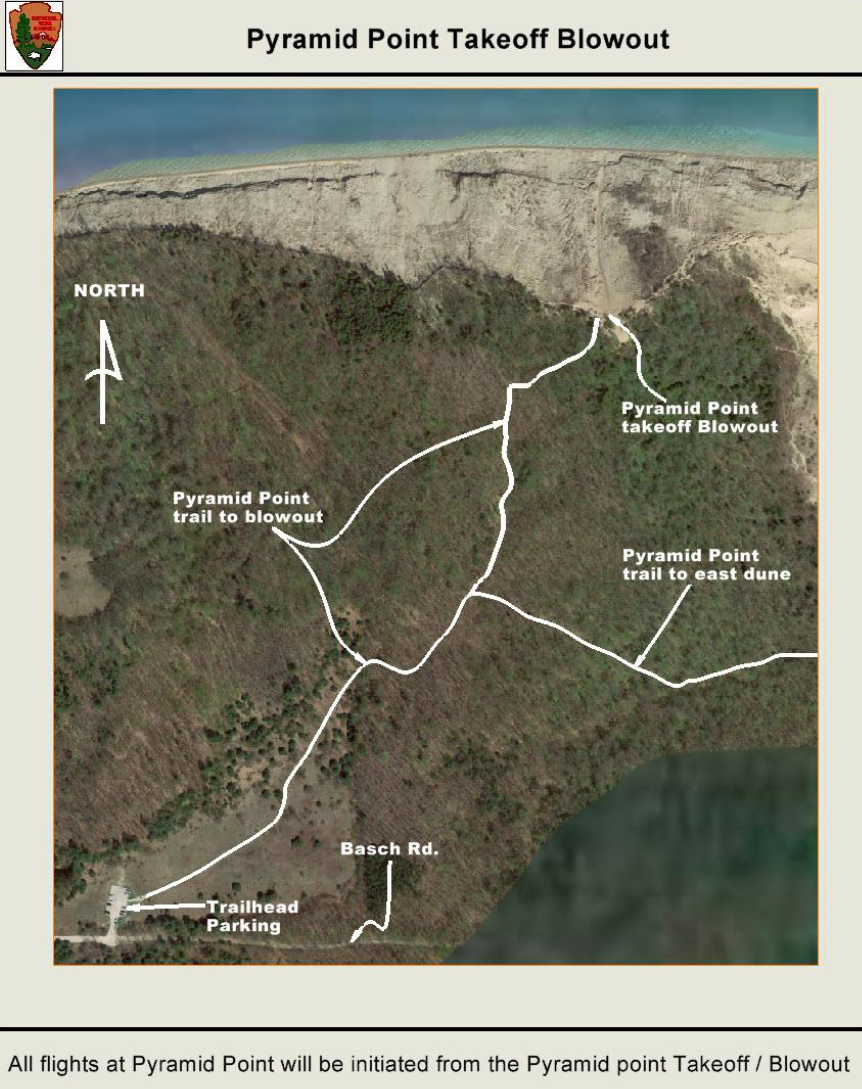 Pyramid Point Takeoff Blowout
NORTH
Pyramid Point
takeoff Blowout
Pyramid Point
trail to blowout
Pyramid Point
trail to east dune
Basch Rd.
Trailhead
Parking
All flights at Pyramid Point will be initiated from the Pyramid point Takeoff / Blowout